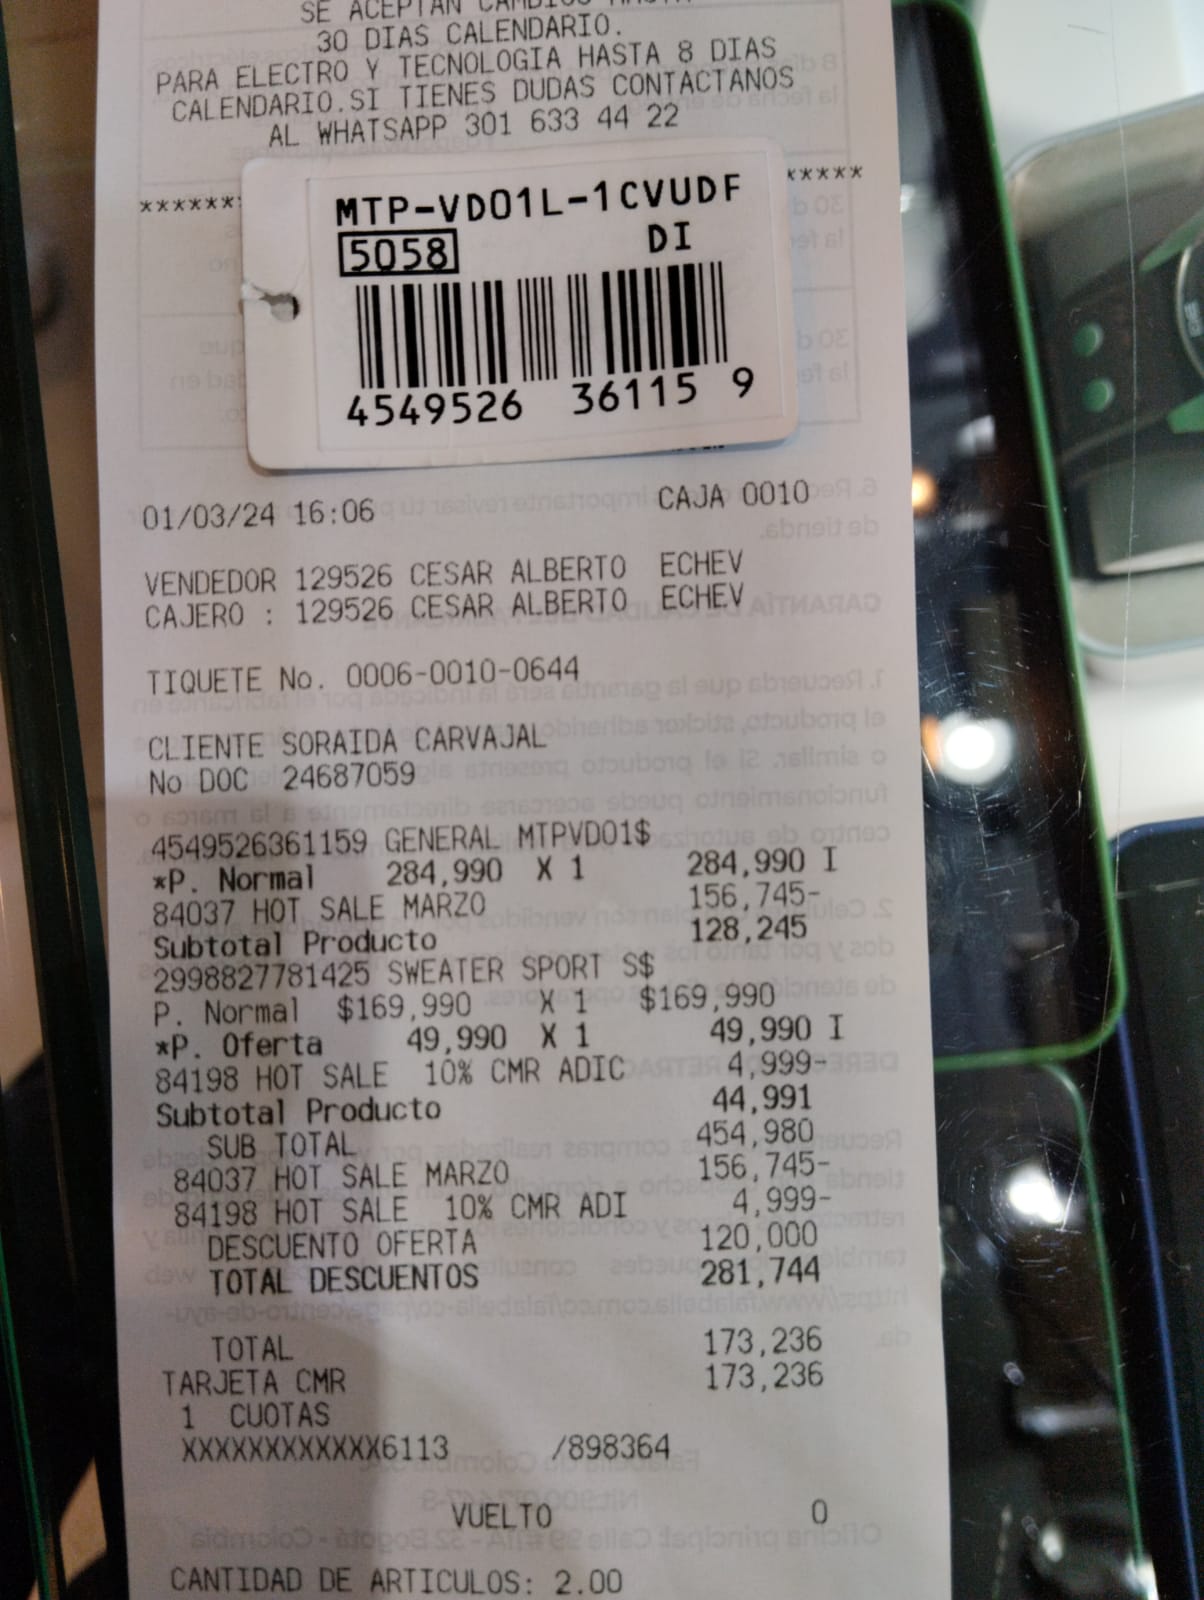 SE ACEPTAN CAMBIOS HASTA
30 DIAS CALENDARIO.
PARA ELECTRO Y TECNOLOGIA HASTA 8 DIAS
CALENDARIO.SI TIENES DUDAS CONTACTANOS
AL WHATSAPP 301 633 44 22
******* *****
MTP-VD01L-1CVUDF
5058 DI
4549526 36115 9
01/03/24 16:06 CAJA 0010
VENDEDOR 129526 CESAR ALBERTO ECHEV
CAJERO : 129526 CESAR ALBERTO ECHEV
TIQUETE No. 0006-0010-0644
CLIENTE SORAIDA CARVAJAL
No DOC 24687059
4549526361159 GENERAL MTPVD01$
*P. Normal 284,990 X 1 284,990 I
84037 HOT SALE MARZO 156,745-
Subtotal Producto 128,245
2998827781425 SWEATER SPORT S$
P. Normal $169,990 X 1 $169,990
*P. Oferta 49,990 X 1 49,990 I
84198 HOT SALE 10% CMR ADIC 4,999-
Subtotal Producto 44,991
SUB TOTAL 454,980
84037 HOT SALE MARZO 156,745-
84198 HOT SALE 10% CMR ADI 4,999-
DESCUENTO OFERTA 120,000
TOTAL DESCUENTOS 281,744
TOTAL 173,236
TARJETA CMR 173,236
1 CUOTAS
XXXXXXXXXXXX6113 /898364
VUELTO 0
CANTIDAD DE ARTICULOS: 2.00